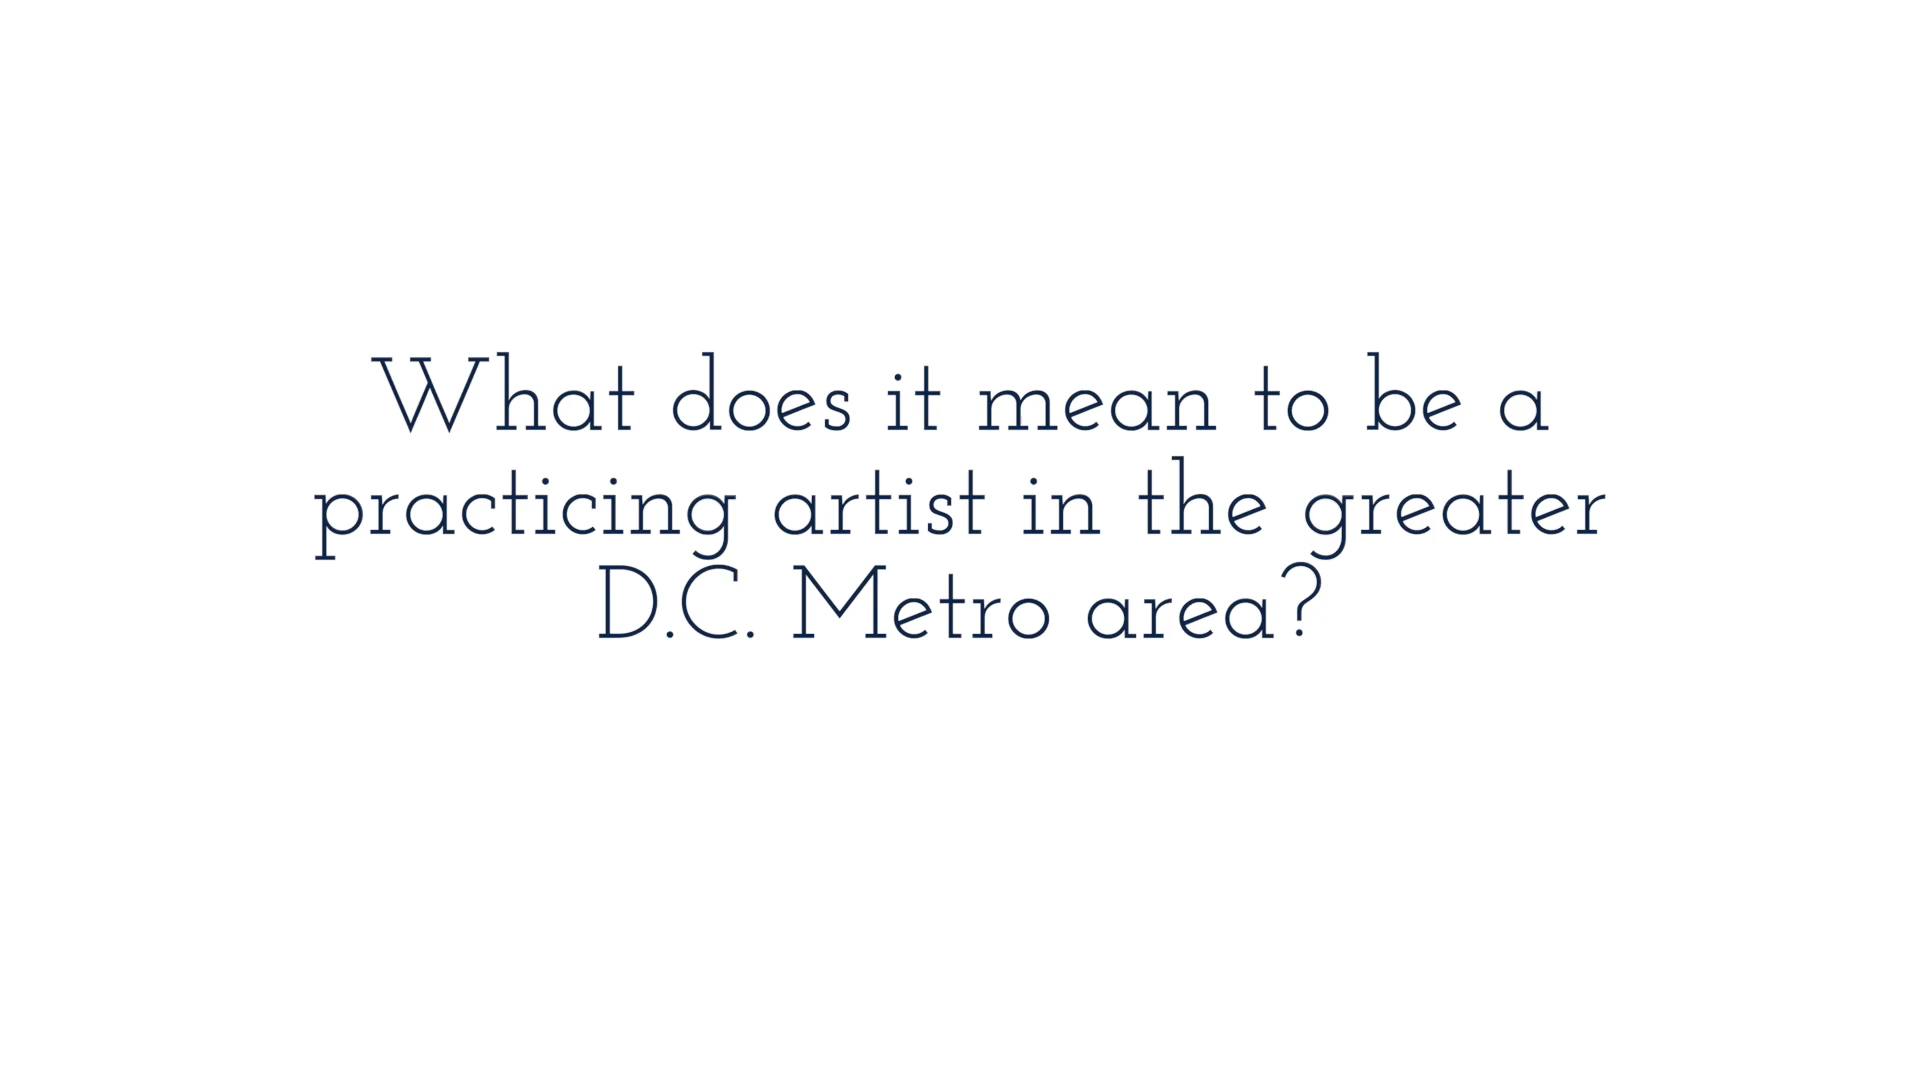 What does it mean to be a
practicing artist in the greater
D.C. Metro area?